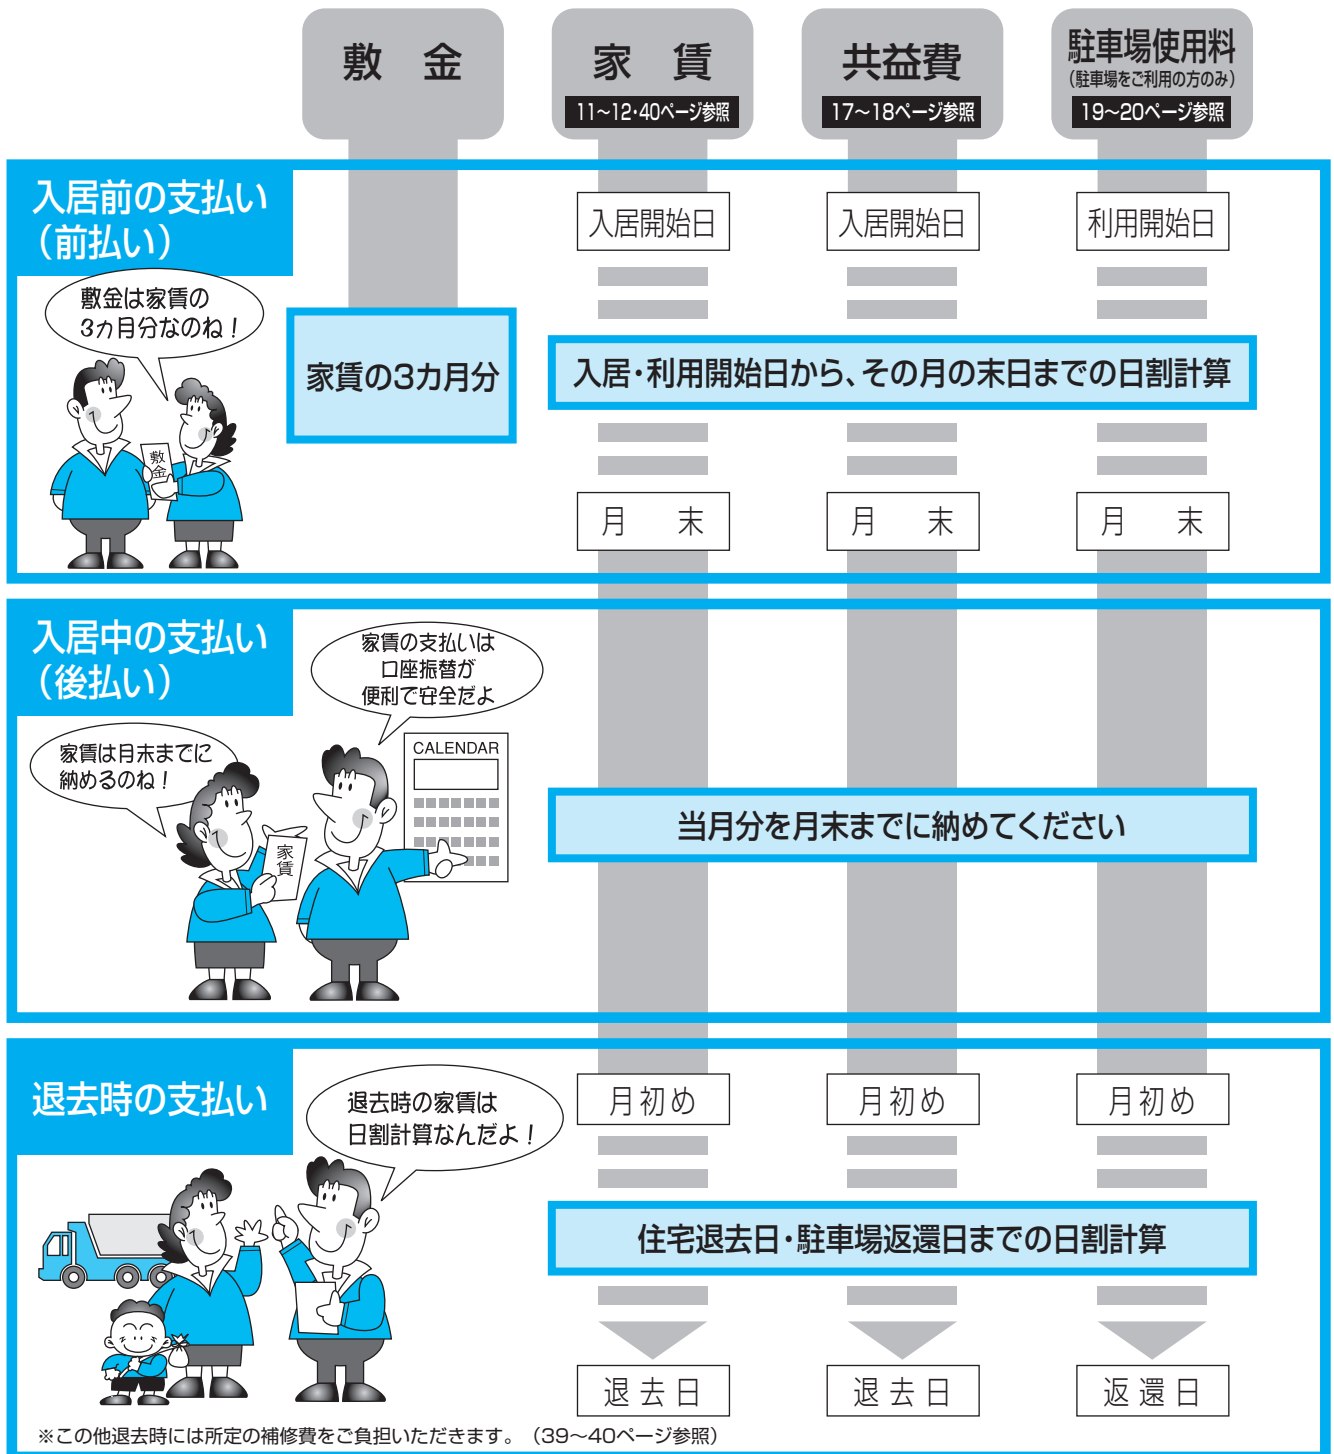 敷　金
家　賃
11～12・40ページ参照
共益費
17～18ページ参照
駐車場使用料
（駐車場をご利用の方のみ）
19～20ページ参照
入居前の支払い
（前払い）
敷金は家賃の
3ヵ月分なのね！
敷金
家賃の3カ月分
入居開始日
入居開始日
利用開始日
入居・利用開始日から、その月の末日までの日割計算
月　末
月　末
月　末
入居中の支払い
（後払い）
家賃の支払いは
口座振替が
便利で安全だよ
家賃は月末までに
納めるのね！
CALENDAR
家賃
当月分を月末までに納めてください
退去時の支払い
退去時の家賃は
日割計算なんだよ！
月初め
月初め
月初め
住宅退去日・駐車場返還日までの日割計算
退去日
退去日
返還日
※この他退去時には所定の補修費をご負担いただきます。（39～40ページ参照）